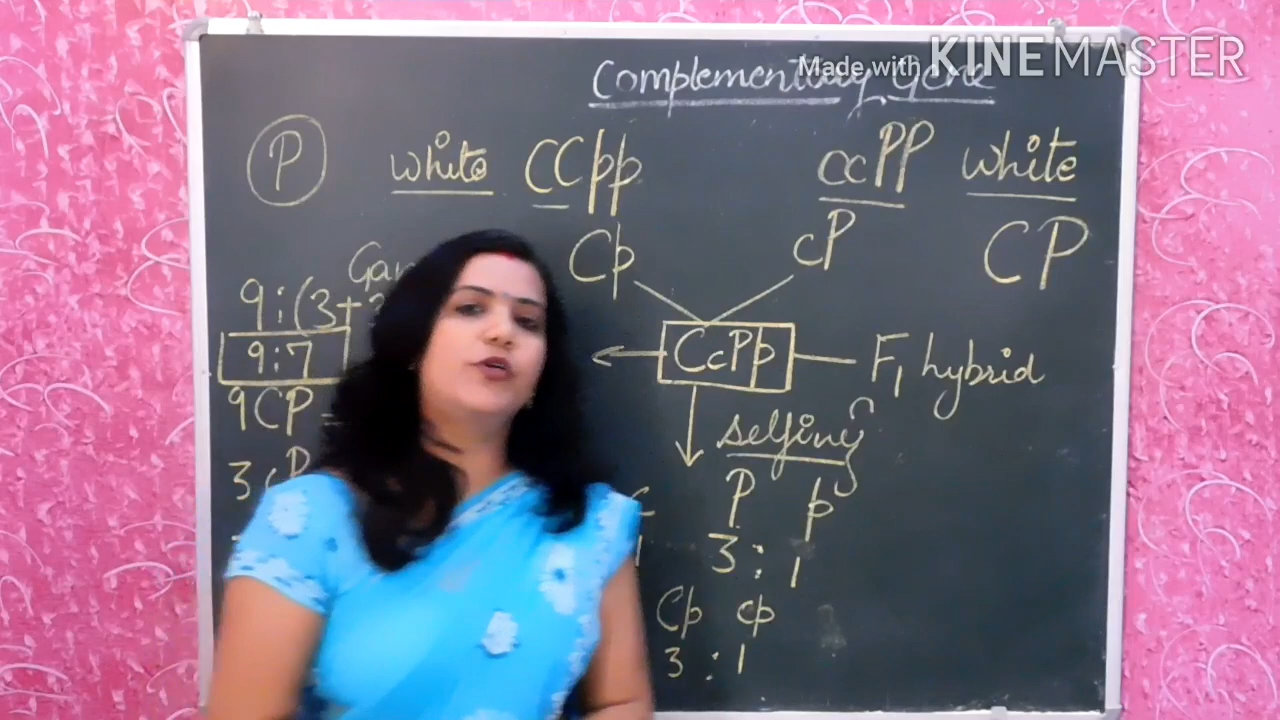 Made with KINEMASTER
Complementary gene
P white CCpp ccPP white
Cp cP CP
9:(3+
9:7 CcPp F1 hybrid
9CP =
selfing
3cP P p
3 : 1
Cp cp
3 : 1